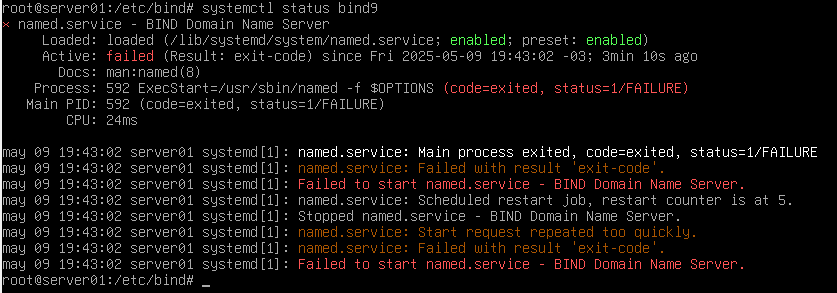 root@server01:/etc/bind# systemctl status bind9
× named.service - BIND Domain Name Server
     Loaded: loaded (/lib/systemd/system/named.service; enabled; preset: enabled)
     Active: failed (Result: exit-code) since Fri 2025-05-09 19:43:02 -03; 3min 10s ago
       Docs: man:named(8)
    Process: 592 ExecStart=/usr/sbin/named -f $OPTIONS (code=exited, status=1/FAILURE)
   Main PID: 592 (code=exited, status=1/FAILURE)
        CPU: 24ms

may 09 19:43:02 server01 systemd[1]: named.service: Main process exited, code=exited, status=1/FAILURE
may 09 19:43:02 server01 systemd[1]: named.service: Failed with result 'exit-code'.
may 09 19:43:02 server01 systemd[1]: Failed to start named.service - BIND Domain Name Server.
may 09 19:43:02 server01 systemd[1]: named.service: Scheduled restart job, restart counter is at 5.
may 09 19:43:02 server01 systemd[1]: Stopped named.service - BIND Domain Name Server.
may 09 19:43:02 server01 systemd[1]: named.service: Start request repeated too quickly.
may 09 19:43:02 server01 systemd[1]: named.service: Failed with result 'exit-code'.
may 09 19:43:02 server01 systemd[1]: Failed to start named.service - BIND Domain Name Server.
root@server01:/etc/bind# _